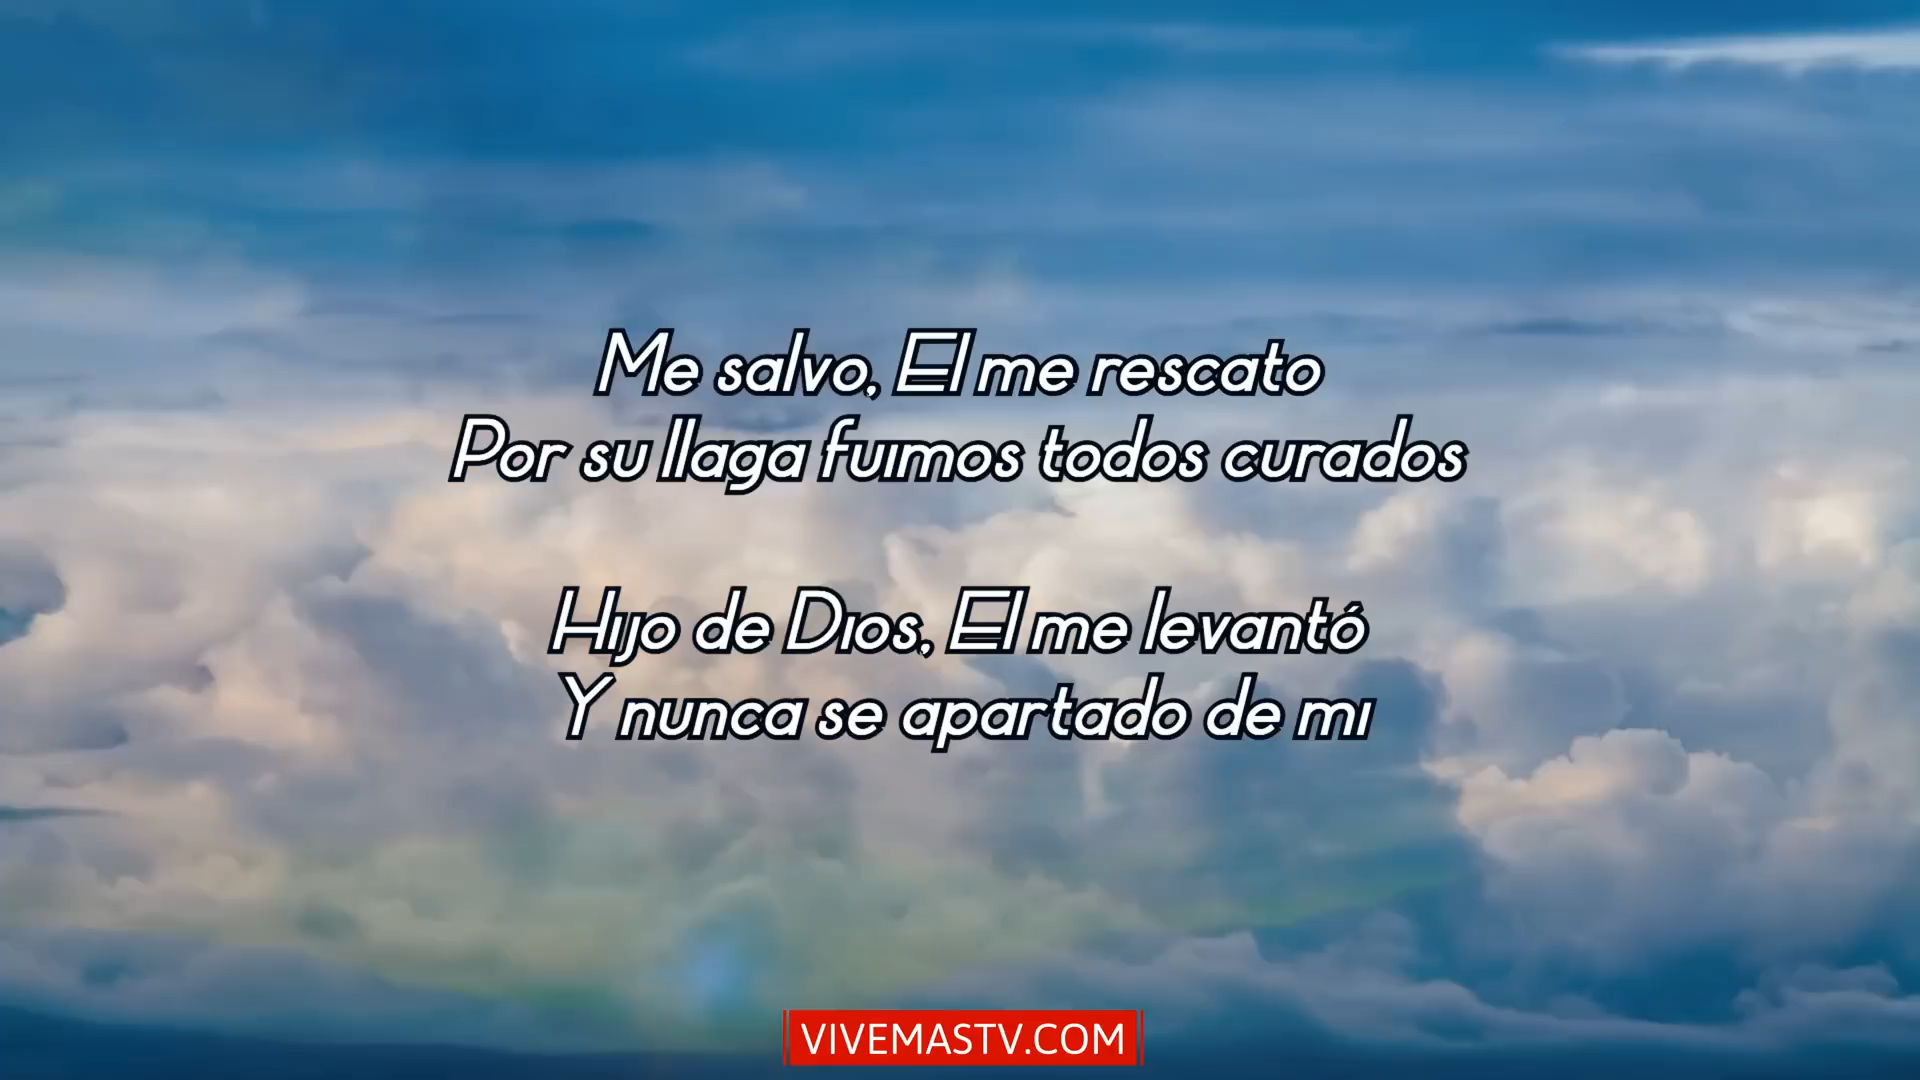 Me salvo, El me rescato
Por su llaga fuimos todos curados
Hijo de Dios, El me levantó
Y nunca se apartado de mi
VIVEMASTV.COM